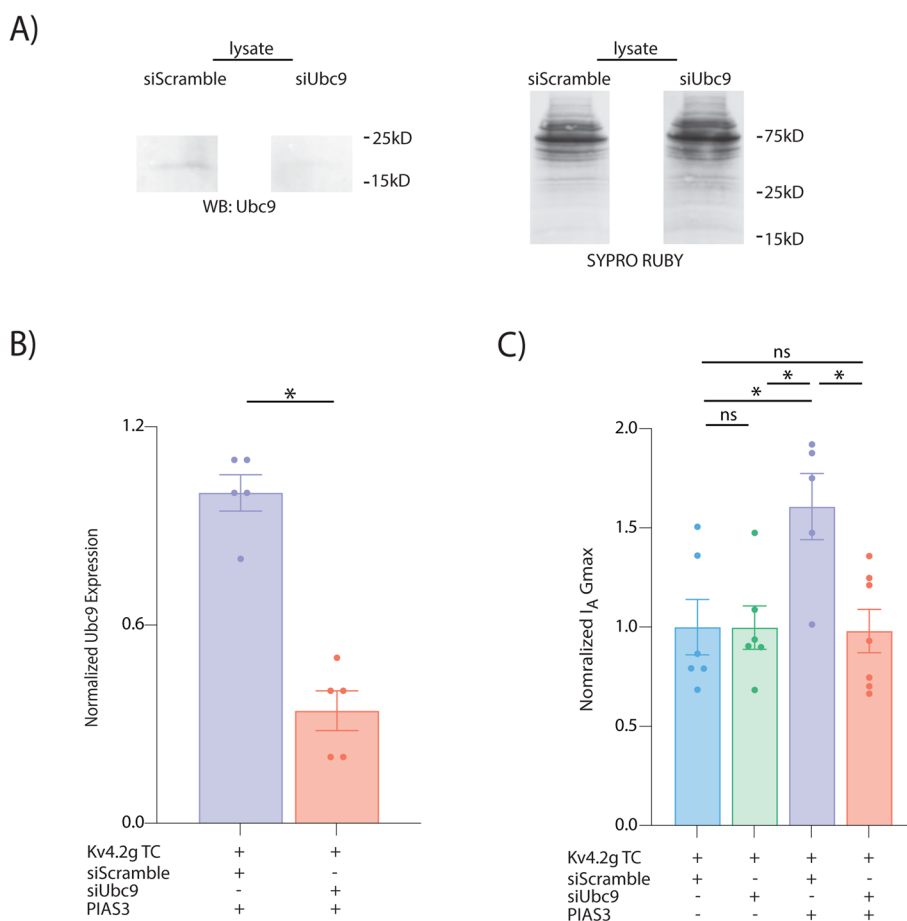 A)
lysate
siScramble siUbc9
-25kD
-15kD
WB: Ubc9
lysate
siScramble siUbc9
-75kD
-25kD
-15kD
SYPRO RUBY
B)
*
1.2
0.6
0.0
Normalized Ubc9 Expression
Kv4.2g TC + +
siScramble + -
siUbc9 - +
PIAS3 + +
C)
ns
* *
*
ns
2.0
1.5
1.0
0.5
0.0
Nomralized IA Gmax
Kv4.2g TC + + + +
siScramble + - + -
siUbc9 - + - +
PIAS3 - - + +